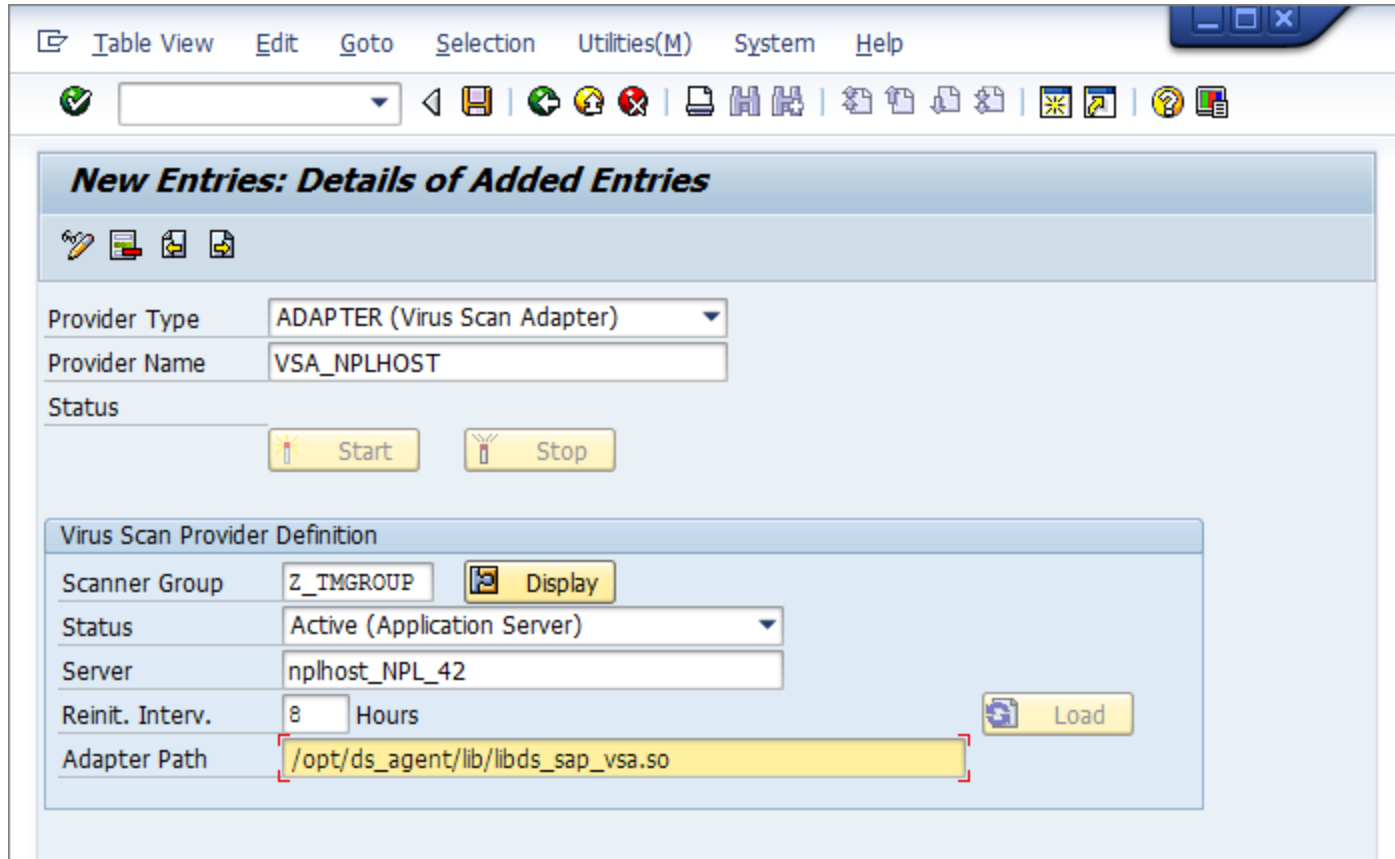 Table View Edit Goto Selection Utilities(M) System Help
New Entries: Details of Added Entries
Provider Type ADAPTER (Virus Scan Adapter)
Provider Name VSA_NPLHOST
Status
Start Stop
Virus Scan Provider Definition
Scanner Group Z_TMGROUP Display
Status Active (Application Server)
Server nplhost_NPL_42
Reinit. Interv. 8 Hours Load
Adapter Path /opt/ds_agent/lib/libds_sap_vsa.so